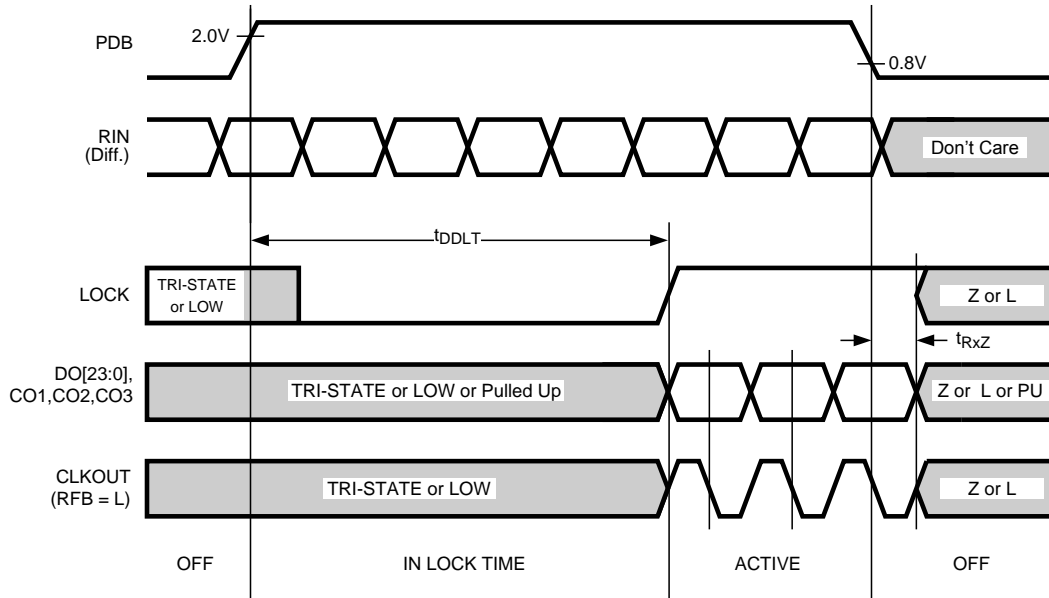 PDB
2.0V
0.8V
RIN
(Diff.)
Don't Care
tDDLT
LOCK
TRI-STATE
or LOW
Z or L
tRxZ
DO[23:0],
CO1,CO2,CO3
TRI-STATE or LOW or Pulled Up
Z or L or PU
CLKOUT
(RFB = L)
TRI-STATE or LOW
Z or L
OFF
IN LOCK TIME
ACTIVE
OFF